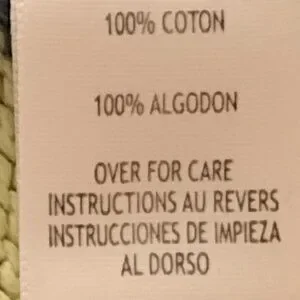 100% COTON
100% ALGODON
OVER FOR CARE
INSTRUCTIONS AU REVERS
INSTRUCCIONES DE IMPIEZA
AL DORSO